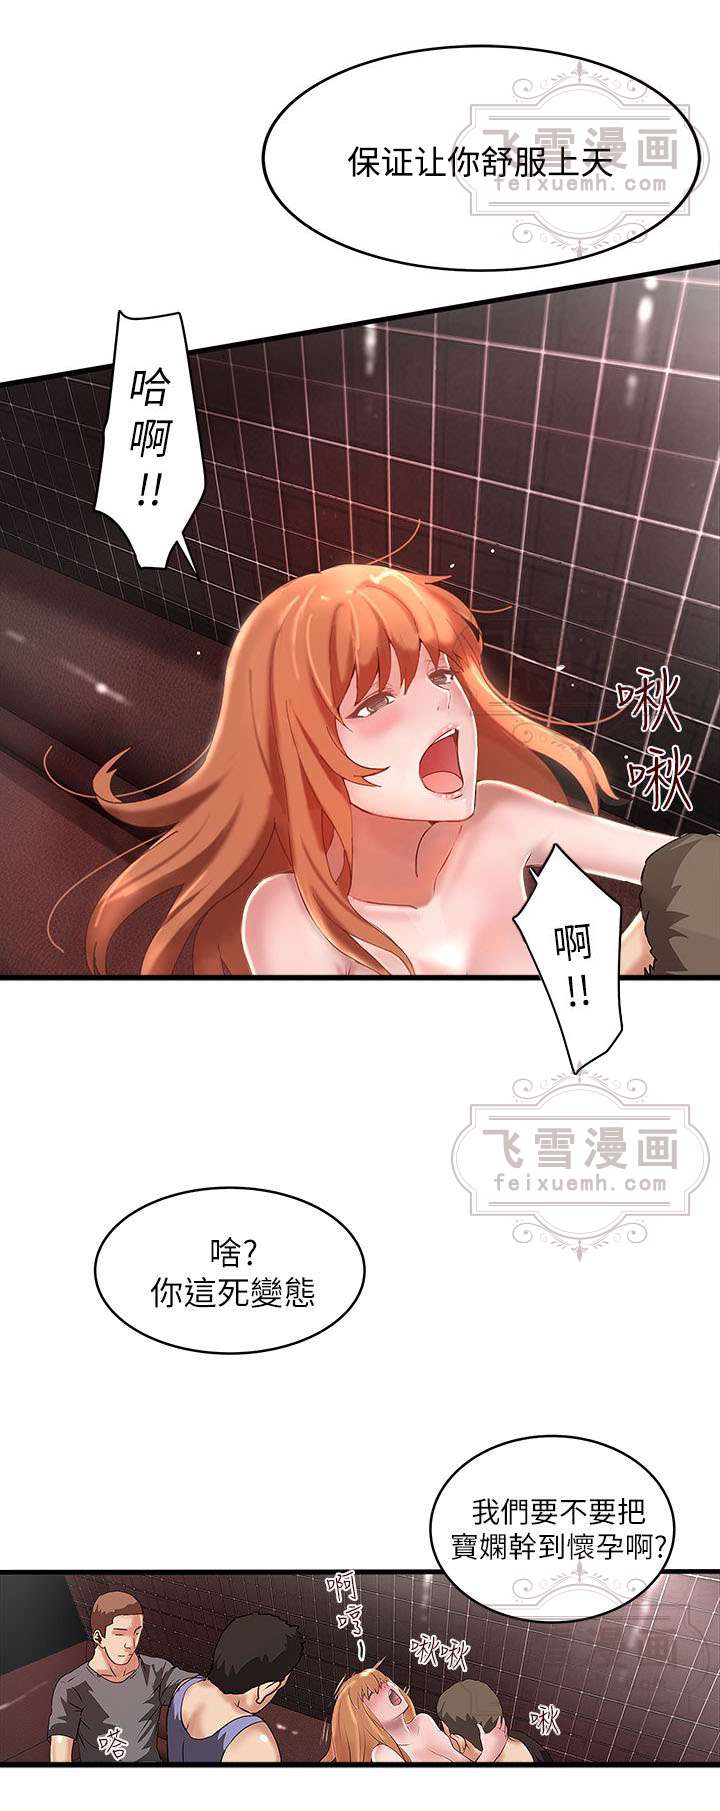 保证让你舒服上天
飞雪漫画
feixuemh.com
哈啊!!
啾
啾
啊!!
飞雪漫画
feixuemh.com
啥?
你這死變態
我們要不要把
寶嫻幹到懷孕啊?
啊
哼
啾啾
啾
嗒